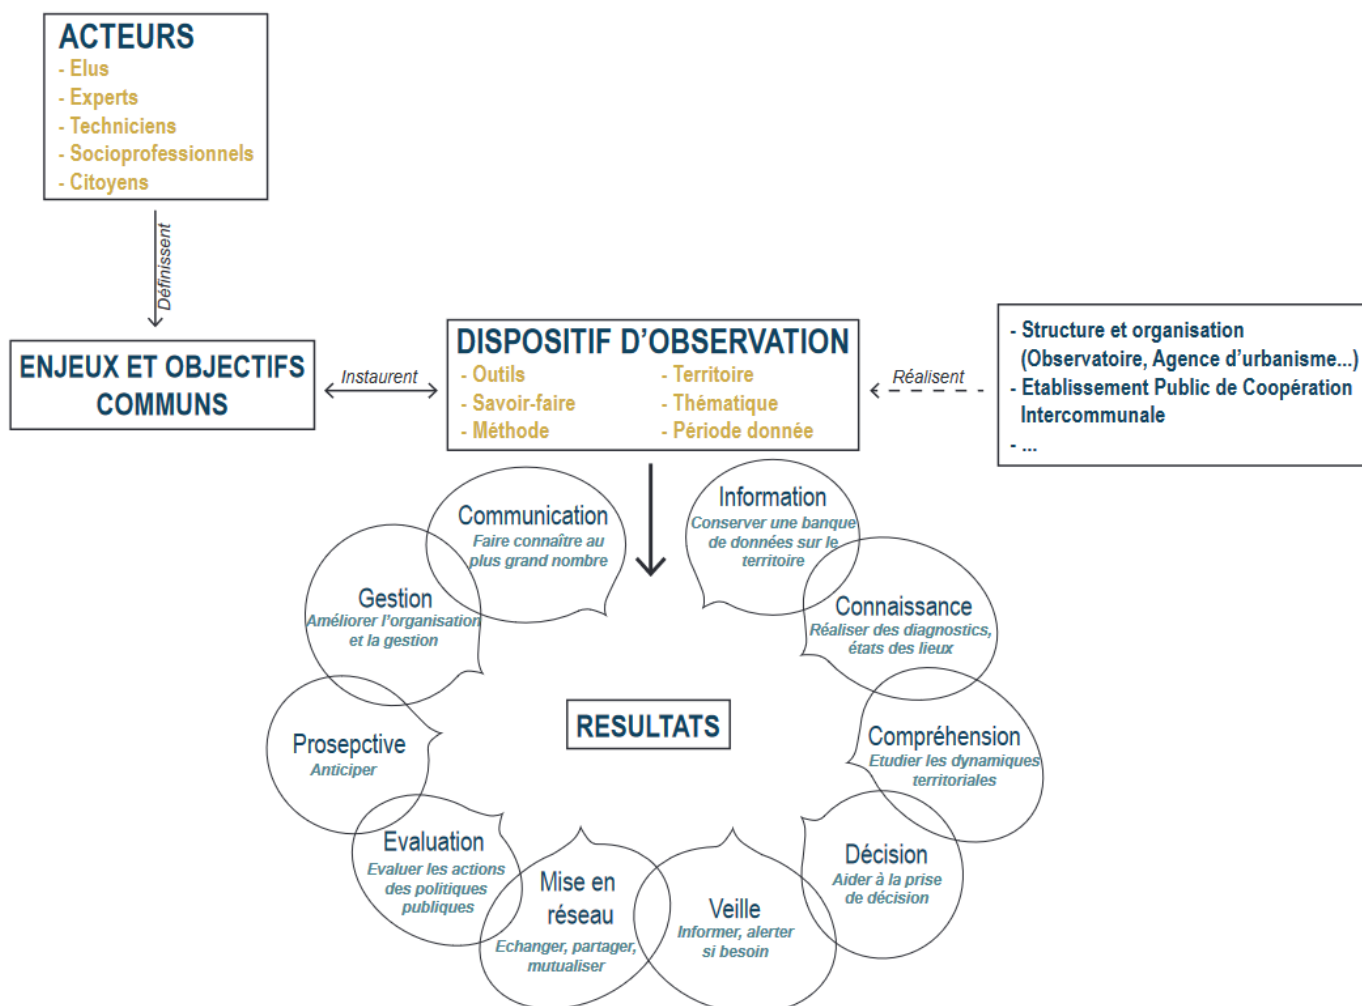 ACTEURS
- Elus
- Experts
- Techniciens
- Socioprofessionnels
- Citoyens
Définissent
ENJEUX ET OBJECTIFS
COMMUNS
Instaurent
DISPOSITIF D'OBSERVATION
- Outils
- Savoir-faire
- Méthode
- Territoire
- Thématique
- Période donnée
Réalisent
- Structure et organisation
(Observatoire, Agence d'urbanisme...)
- Etablissement Public de Coopération
Intercommunale
- ...
Communication
Faire connaître au
plus grand nombre
Information
Conserver une banque
de données sur le
territoire
Gestion
Améliorer l'organisation
et la gestion
Connaissance
Réaliser des diagnostics,
états des lieux
RESULTATS
Prosepctive
Anticiper
Compréhension
Etudier les dynamiques
territoriales
Evaluation
Evaluer les actions
des politiques
publiques
Décision
Aider à la prise
de décision
Mise en
réseau
Echanger, partager,
mutualiser
Veille
Informer, alerter
si besoin